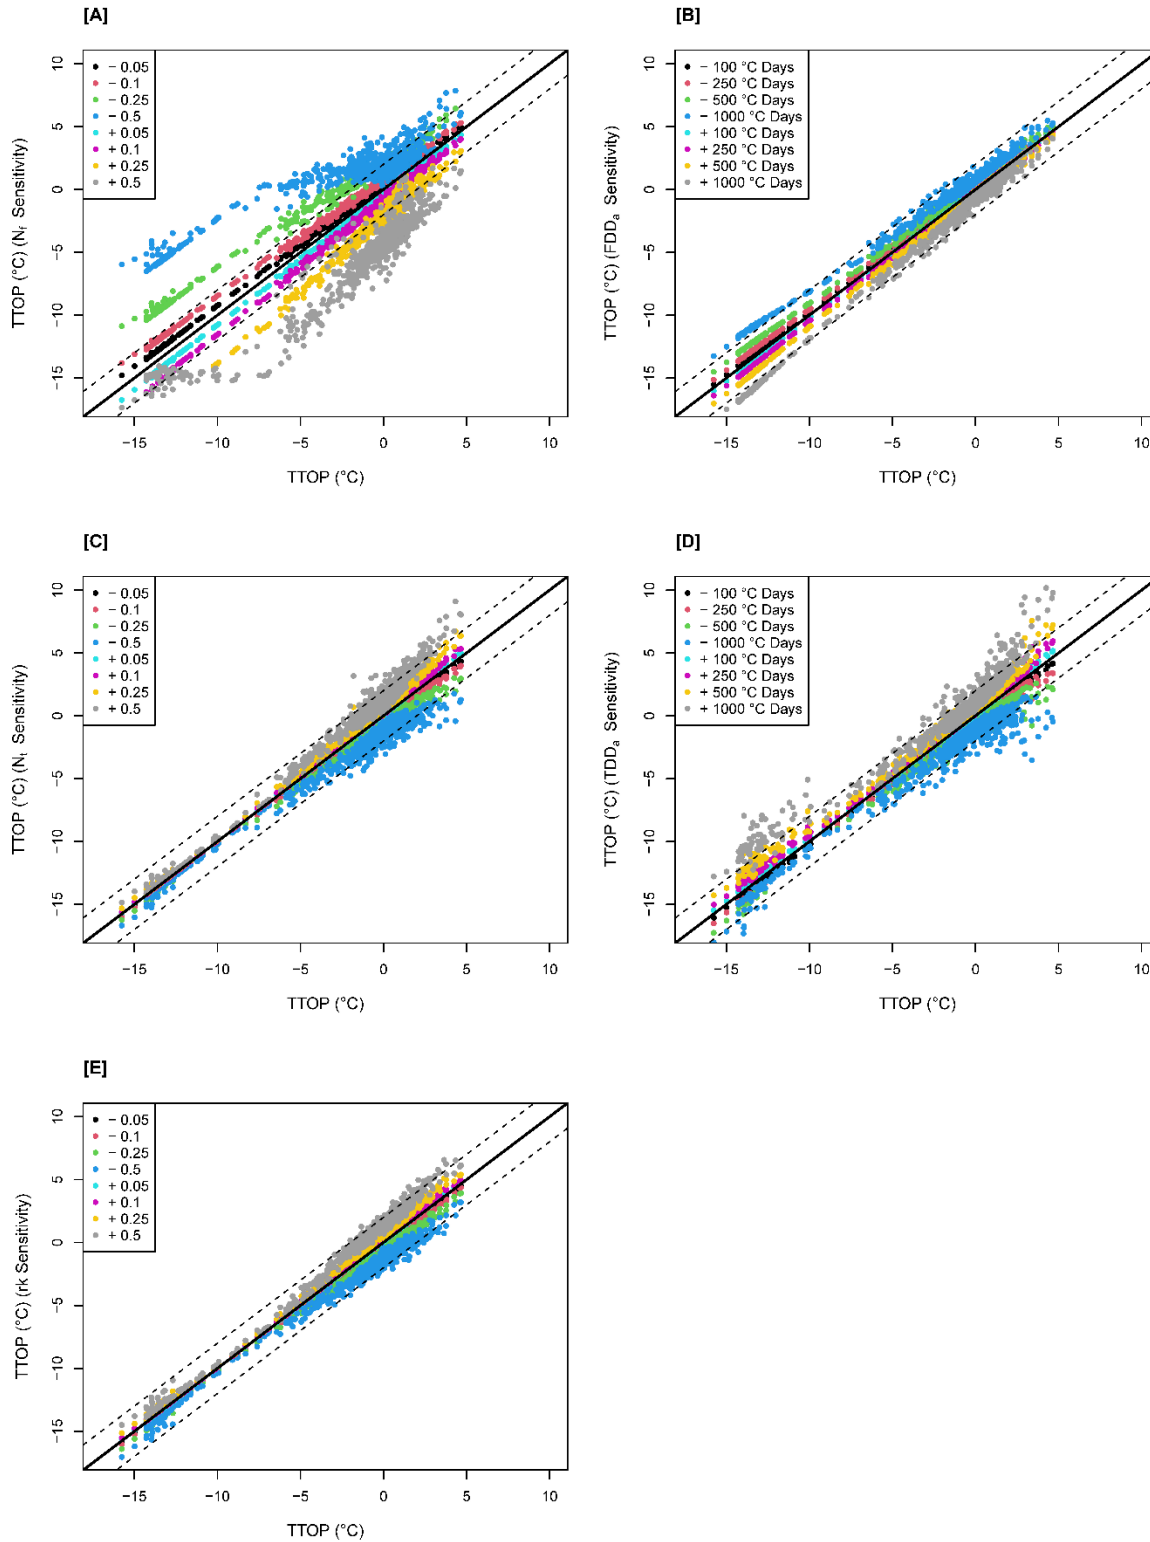 [A]
TTOP (°C) (Nf Sensitivity)
10
5
0
−5
−10
−15
− 0.05
− 0.1
− 0.25
− 0.5
+ 0.05
+ 0.1
+ 0.25
+ 0.5
−15 −10 −5 0 5 10
TTOP (°C)
[B]
TTOP (°C) (FDDa Sensitivity)
10
5
0
−5
−10
−15
− 100 °C Days
− 250 °C Days
− 500 °C Days
− 1000 °C Days
+ 100 °C Days
+ 250 °C Days
+ 500 °C Days
+ 1000 °C Days
−15 −10 −5 0 5 10
TTOP (°C)
[C]
TTOP (°C) (Nt Sensitivity)
10
5
0
−5
−10
−15
− 0.05
− 0.1
− 0.25
− 0.5
+ 0.05
+ 0.1
+ 0.25
+ 0.5
−15 −10 −5 0 5 10
TTOP (°C)
[D]
TTOP (°C) (TDDa Sensitivity)
10
5
0
−5
−10
−15
− 100 °C Days
− 250 °C Days
− 500 °C Days
− 1000 °C Days
+ 100 °C Days
+ 250 °C Days
+ 500 °C Days
+ 1000 °C Days
−15 −10 −5 0 5 10
TTOP (°C)
[E]
TTOP (°C) (rk Sensitivity)
10
5
0
−5
−10
−15
− 0.05
− 0.1
− 0.25
− 0.5
+ 0.05
+ 0.1
+ 0.25
+ 0.5
−15 −10 −5 0 5 10
TTOP (°C)